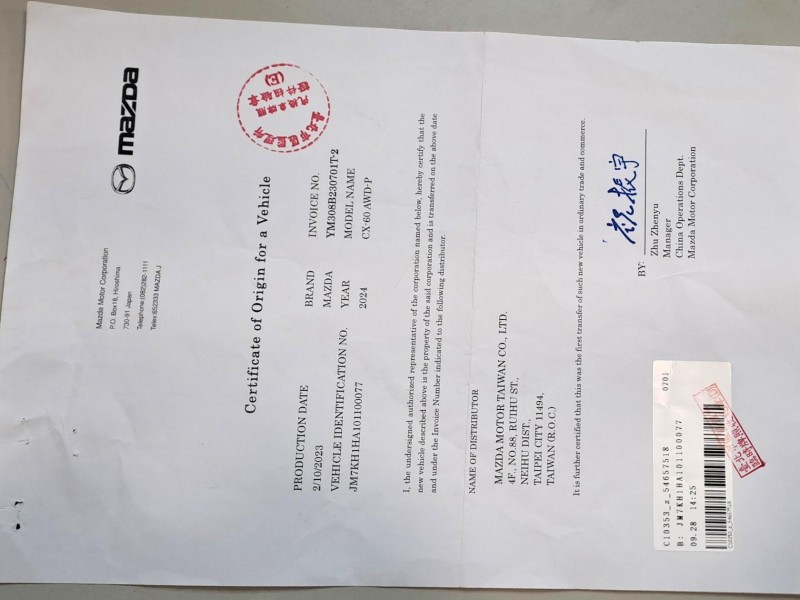 mazda
Mazda Motor Corporation
P.O. Box18, Hiroshima
730-91 Japan
Telephone:(082)282-1111
Telex:652333 MAZDA J
Certificate of Origin for a Vehicle
(E)
PRODUCTION DATE BRAND INVOICE NO.
2/10/2023 MAZDA YM308B230701T-2
VEHICLE IDENTIFICATION NO. YEAR MODEL NAME
JM7KH1HA101100077 2024 CX-60 AWD-P
I, the undersigned authorized representative of the corporation named below, hereby certify that the
new vehicle described above is the property of the said corporation and is transferred on the above date
and under the Invoice Number indicated to the following distributor.
NAME OF DISTRIBUTOR
MAZDA MOTOR TAIWAN CO., LTD.
4F., NO.88, RUIHU ST.,
NEIHU DIST.,
TAIPEI CITY 11494,
TAIWAN (R.O.C.)
It is further certified that this was the first transfer of such new vehicle in ordinary trade and commerce.
祝振宇
BY:
Zhu Zhenyu
Manager
China Operations Dept.
Mazda Motor Corporation
C10353_z_54657518 0701
B: JM7KH1HA101100077
09.28 14:25
C10353_z_54657518